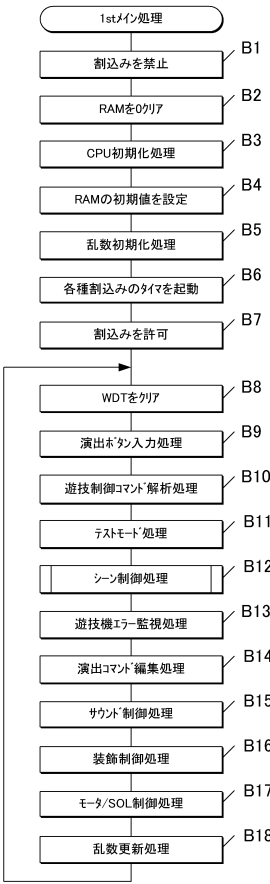 1stメイン処理
割込みを禁止 B1
RAMを0クリア B2
CPU初期化処理 B3
RAMの初期値を設定 B4
乱数初期化処理 B5
各種割込みのタイマを起動 B6
割込みを許可 B7
WDTをクリア B8
演出ボタン入力処理 B9
遊技制御コマンド解析処理 B10
テストモード処理 B11
シーン制御処理 B12
遊技機エラー監視処理 B13
演出コマンド編集処理 B14
サウンド制御処理 B15
装飾制御処理 B16
モータ/SOL制御処理 B17
乱数更新処理 B18